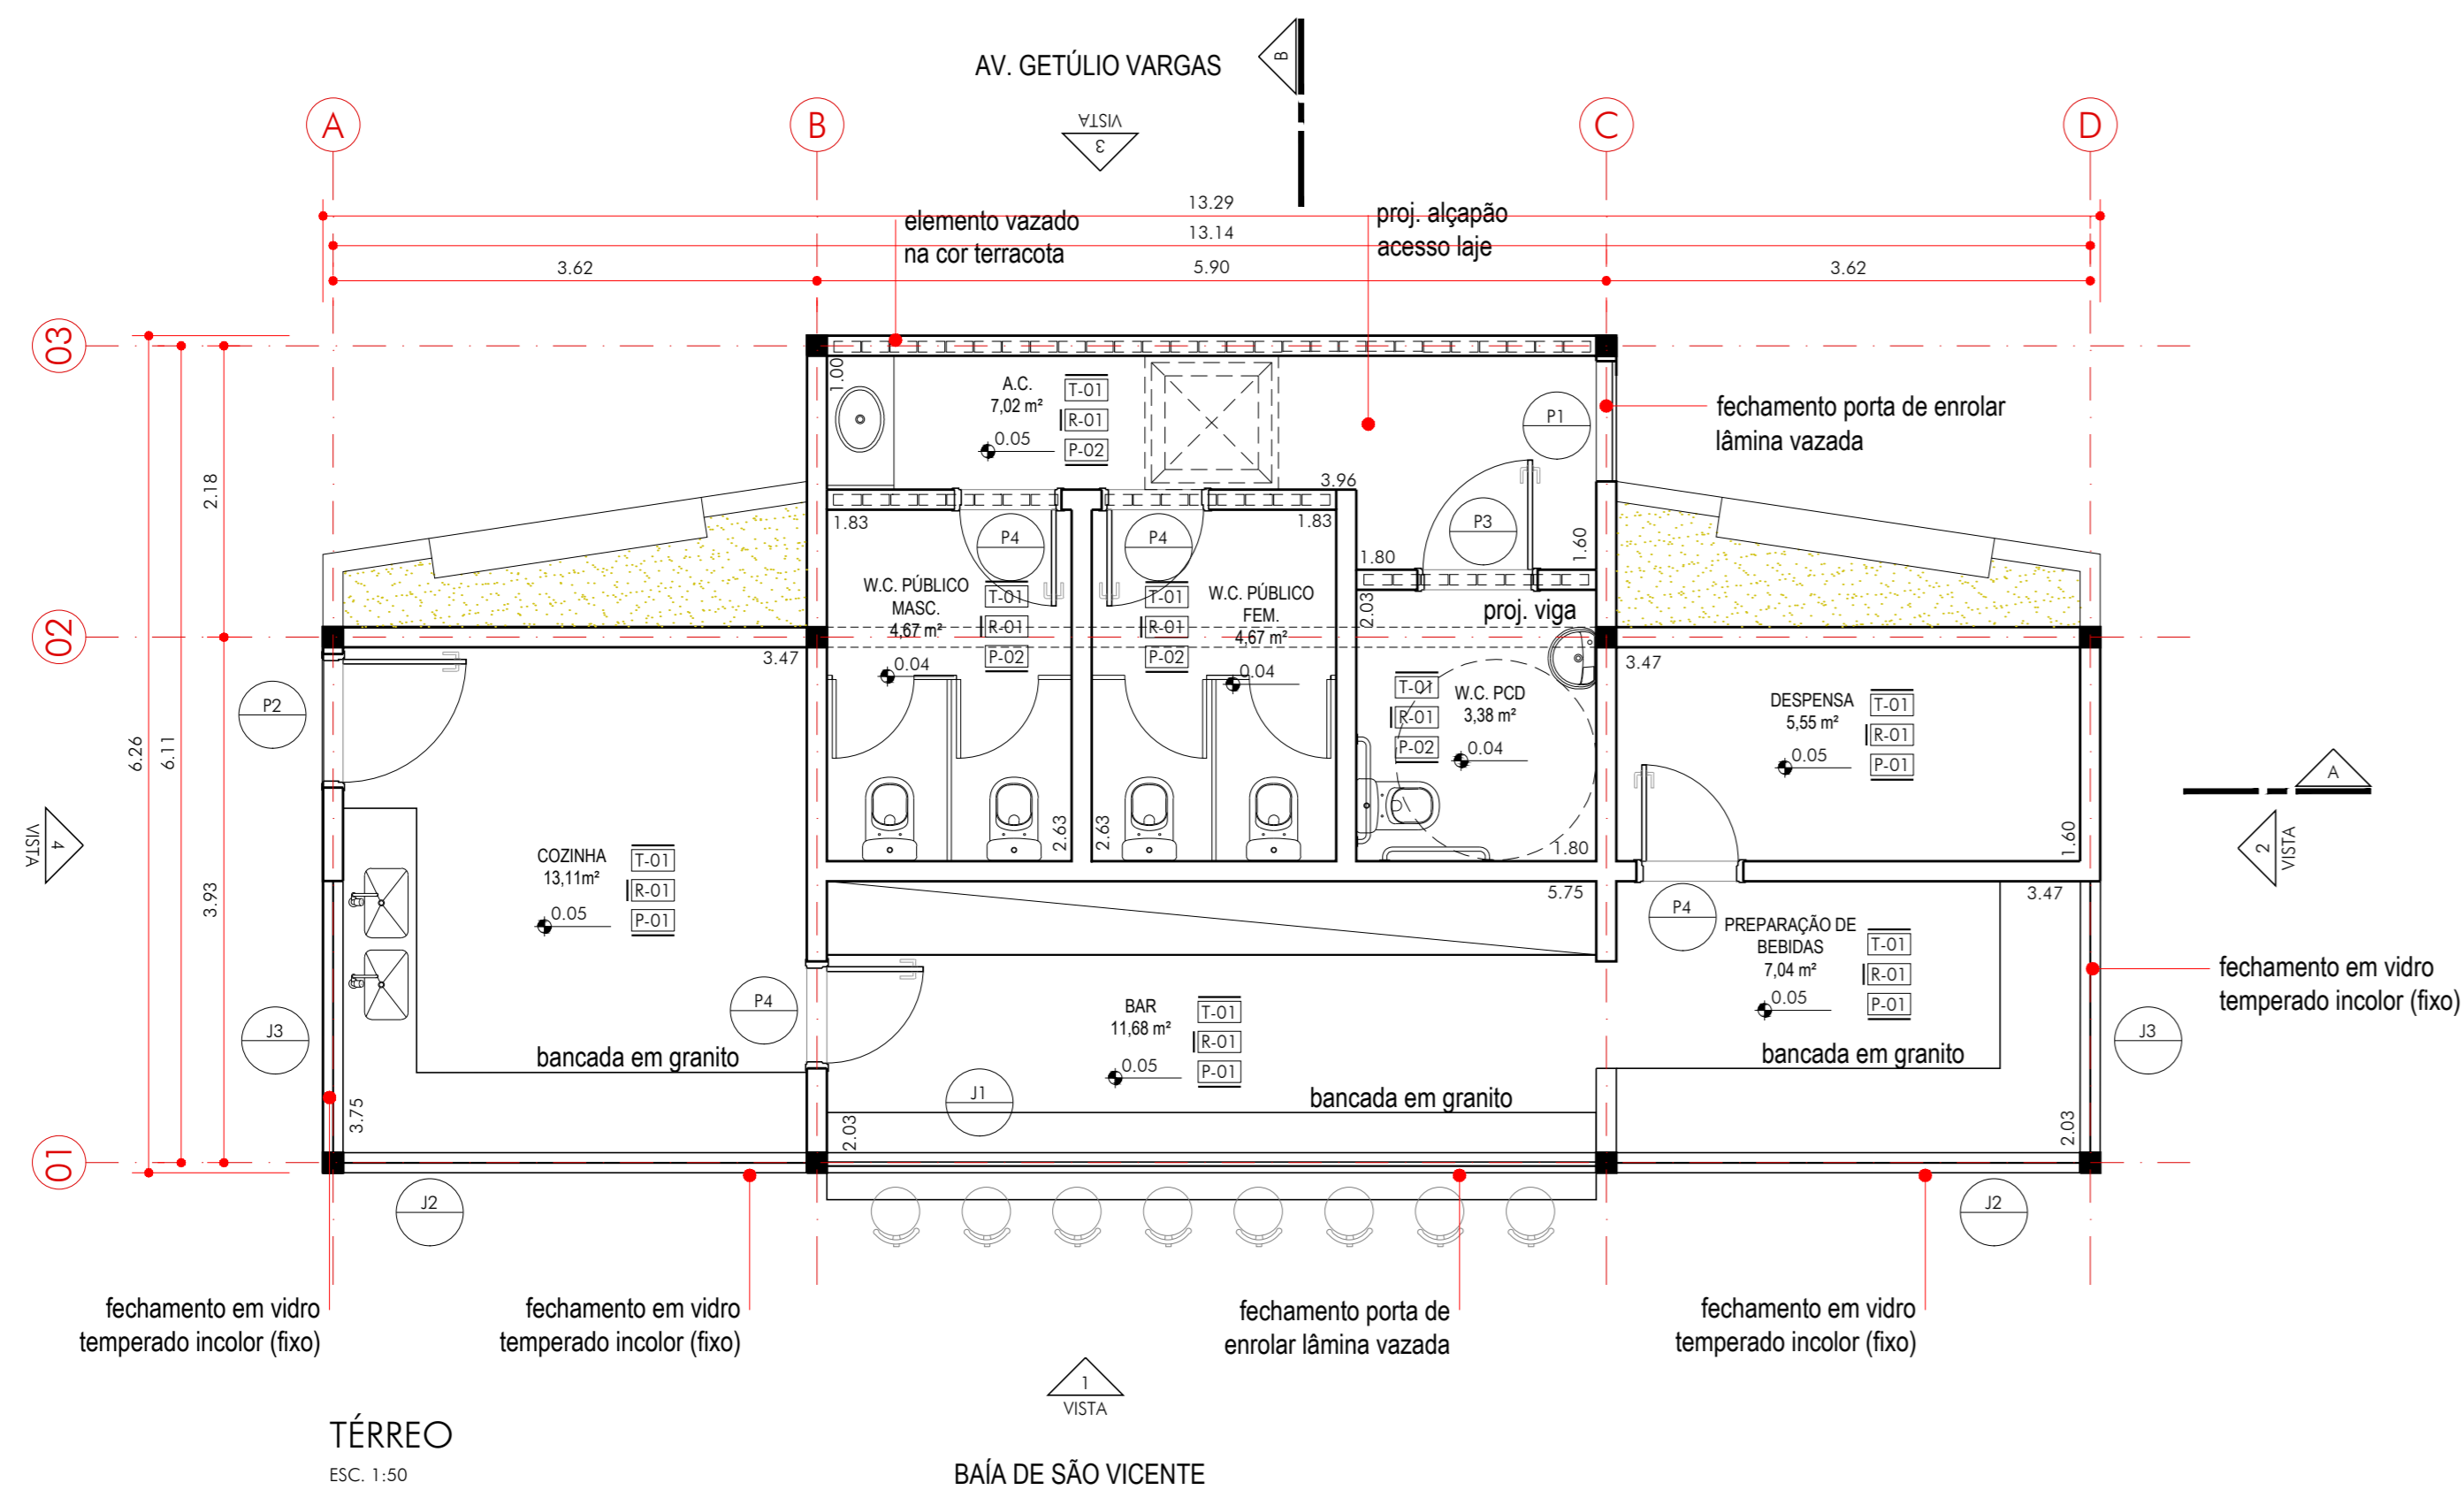 AV. GETÚLIO VARGAS
B
VISTA
3
A
B
C
D
13.29
elemento vazado
na cor terracota
proj. alçapão
acesso laje
13.14
3.62
5.90
3.62
03
02
01
6.26
6.11
2.18
3.93
1.00
A.C.
7,02 m²
T-01
R-01
P-02
0.05
P1
fechamento porta de enrolar
lâmina vazada
3.96
1.83
P4
P4
1.83
P3
1.80
1.60
W.C. PÚBLICO
MASC.
4,67 m²
T-01
R-01
P-02
0.04
T-01
R-01
P-02
W.C. PÚBLICO
FEM.
4,67 m²
0.04
2.03
proj. viga
3.47
3.47
P2
T-01
R-01
P-02
W.C. PCD
3,38 m²
0.04
DESPENSA
5,55 m²
T-01
R-01
P-01
0.05
A
VISTA
4
2
VISTA
2.63
2.63
1.80
1.60
COZINHA
13,11m²
T-01
R-01
P-01
0.05
5.75
3.47
P4
PREPARAÇÃO DE
BEBIDAS
7,04 m²
T-01
R-01
P-01
0.05
fechamento em vidro
temperado incolor (fixo)
P4
BAR
11,68 m²
T-01
R-01
P-01
0.05
J3
J3
bancada em granito
bancada em granito
J1
bancada em granito
3.75
2.03
2.03
J2
J2
fechamento em vidro
temperado incolor (fixo)
fechamento em vidro
temperado incolor (fixo)
fechamento porta de
enrolar lâmina vazada
fechamento em vidro
temperado incolor (fixo)
1
VISTA
TÉRREO
ESC. 1:50
BAÍA DE SÃO VICENTE